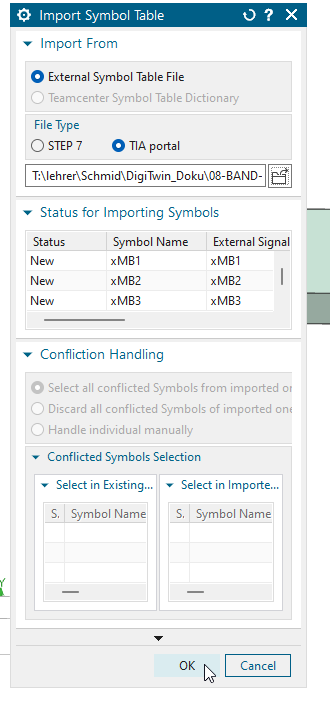 Import Symbol Table
Import From
External Symbol Table File
Teamcenter Symbol Table Dictionary
File Type
STEP 7 TIA portal
T:\lehrer\Schmid\DigiTwin_Doku\08-BAND-
Status for Importing Symbols
Status Symbol Name External Signal
New xMB1 xMB1
New xMB2 xMB2
New xMB3 xMB3
Confliction Handling
Select all conflicted Symbols from imported or
Discard all conflicted Symbols of imported one
Handle individual manually
Conflicted Symbols Selection
Select in Existing... Select in Importe...
S. Symbol Name S. Symbol Name
OK Cancel